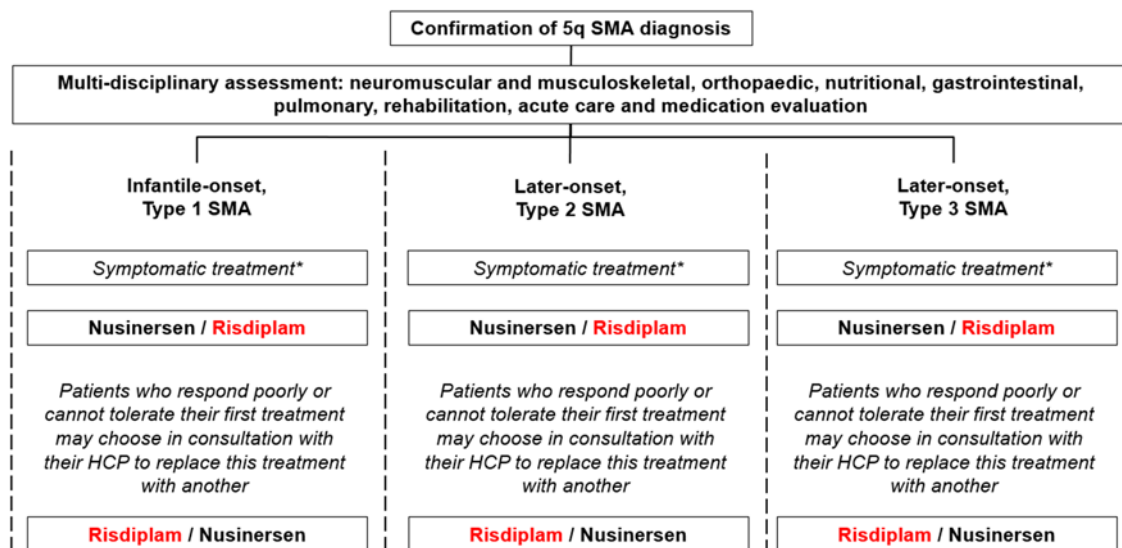 Confirmation of 5q SMA diagnosis
Multi-disciplinary assessment: neuromuscular and musculoskeletal, orthopaedic, nutritional, gastrointestinal,
pulmonary, rehabilitation, acute care and medication evaluation
Infantile-onset,
Type 1 SMA
Symptomatic treatment*
Nusinersen / Risdiplam
Patients who respond poorly or
cannot tolerate their first treatment
may choose in consultation with
their HCP to replace this treatment
with another
Risdiplam / Nusinersen
Later-onset,
Type 2 SMA
Symptomatic treatment*
Nusinersen / Risdiplam
Patients who respond poorly or
cannot tolerate their first treatment
may choose in consultation with
their HCP to replace this treatment
with another
Risdiplam / Nusinersen
Later-onset,
Type 3 SMA
Symptomatic treatment*
Nusinersen / Risdiplam
Patients who respond poorly or
cannot tolerate their first treatment
may choose in consultation with
their HCP to replace this treatment
with another
Risdiplam / Nusinersen